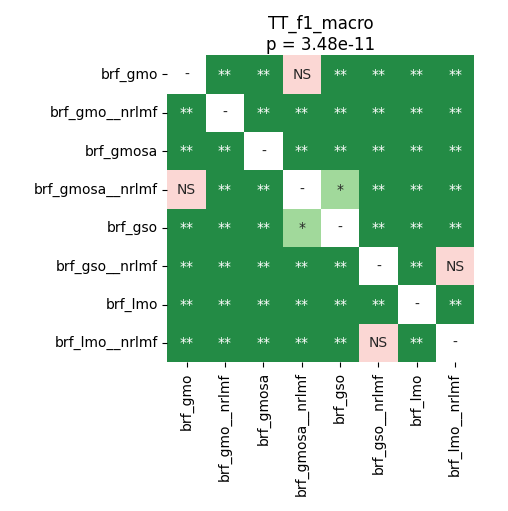 TT_f1_macro
p = 3.48e-11
brf_gmo - ** ** NS ** ** ** **
brf_gmo__nrlmf ** - ** ** ** ** ** **
brf_gmosa ** ** - ** ** ** ** **
brf_gmosa__nrlmf NS ** ** - * ** ** **
brf_gso ** ** ** * - ** ** **
brf_gso__nrlmf ** ** ** ** ** - ** NS
brf_lmo ** ** ** ** ** ** - **
brf_lmo__nrlmf ** ** ** ** ** NS ** -
brf_gmo
brf_gmo__nrlmf
brf_gmosa
brf_gmosa__nrlmf
brf_gso
brf_gso__nrlmf
brf_lmo
brf_lmo__nrlmf